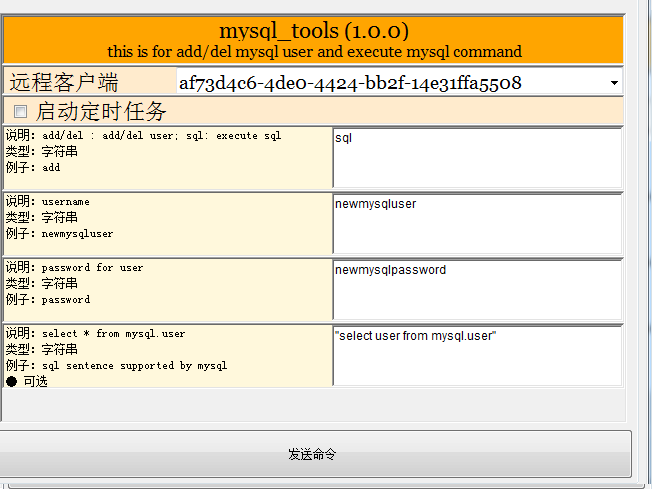 mysql_tools (1.0.0)
this is for add/del mysql user and execute mysql command
远程客户端 af73d4c6-4de0-4424-bb2f-14e31ffa5508
启动定时任务
说明: add/del : add/del user; sql: execute sql
类型: 字符串
例子: add
sql
说明: username
类型: 字符串
例子: newmysqluser
newmysqluser
说明: password for user
类型: 字符串
例子: password
newmysqlpassword
说明: select * from mysql.user
类型: 字符串
例子: sql sentence supported by mysql
● 可选
"select user from mysql.user"
发送命令